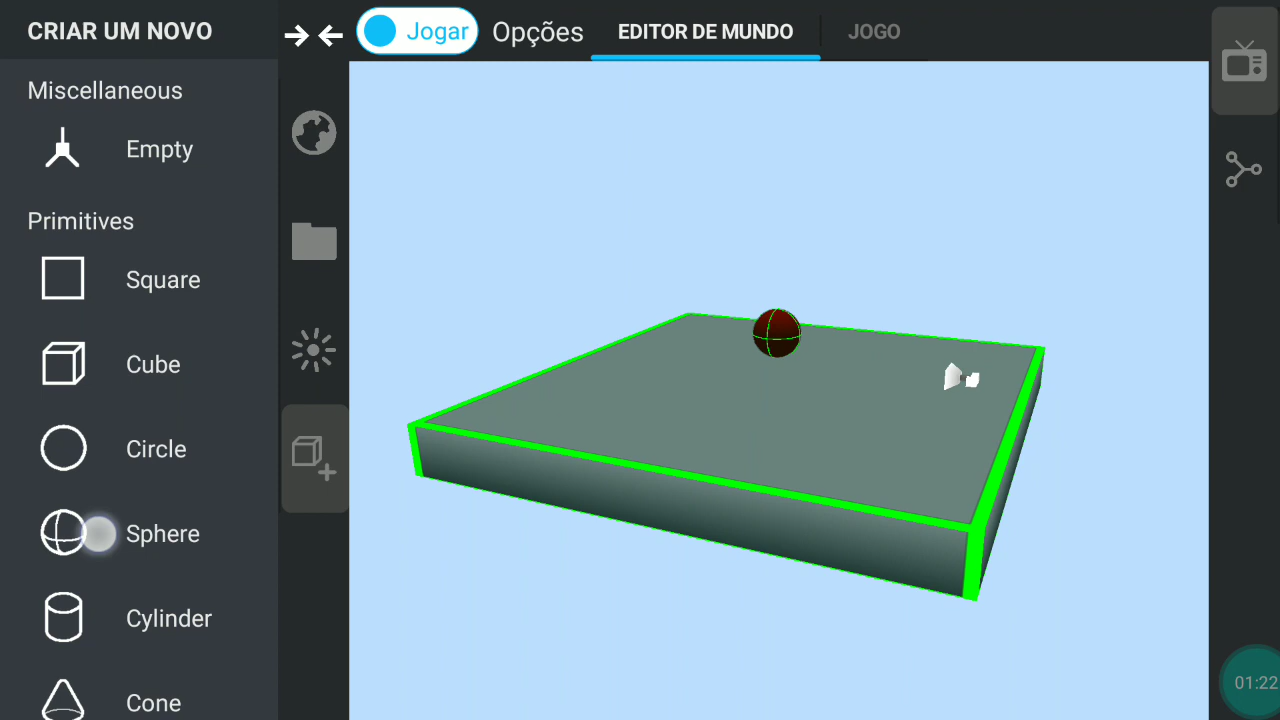 CRIAR UM NOVO
Jogar
Opções
EDITOR DE MUNDO
JOGO
Miscellaneous
Empty
Primitives
Square
Cube
Circle
Sphere
Cylinder
Cone
01:22